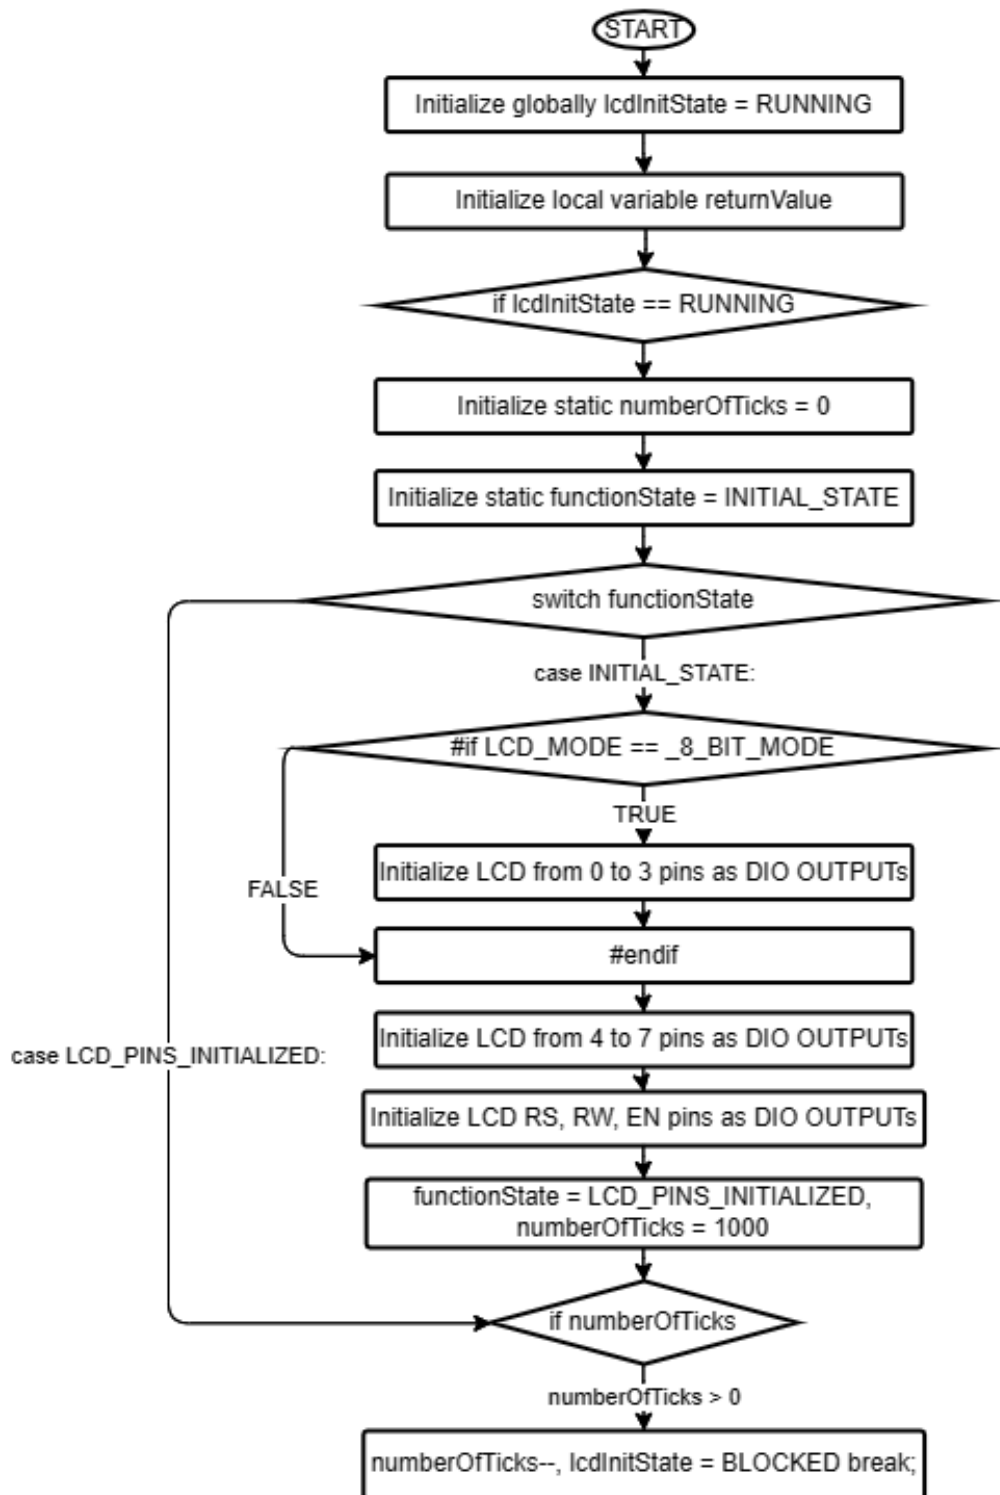 START
Initialize globally lcdInitState = RUNNING
Initialize local variable returnValue
if lcdInitState == RUNNING
Initialize static numberOfTicks = 0
Initialize static functionState = INITIAL_STATE
switch functionState
case INITIAL_STATE:
#if LCD_MODE == _8_BIT_MODE
TRUE
Initialize LCD from 0 to 3 pins as DIO OUTPUTs
FALSE
#endif
Initialize LCD from 4 to 7 pins as DIO OUTPUTs
case LCD_PINS_INITIALIZED:
Initialize LCD RS, RW, EN pins as DIO OUTPUTs
functionState = LCD_PINS_INITIALIZED,
numberOfTicks = 1000
if numberOfTicks
numberOfTicks > 0
numberOfTicks--, lcdInitState = BLOCKED break;